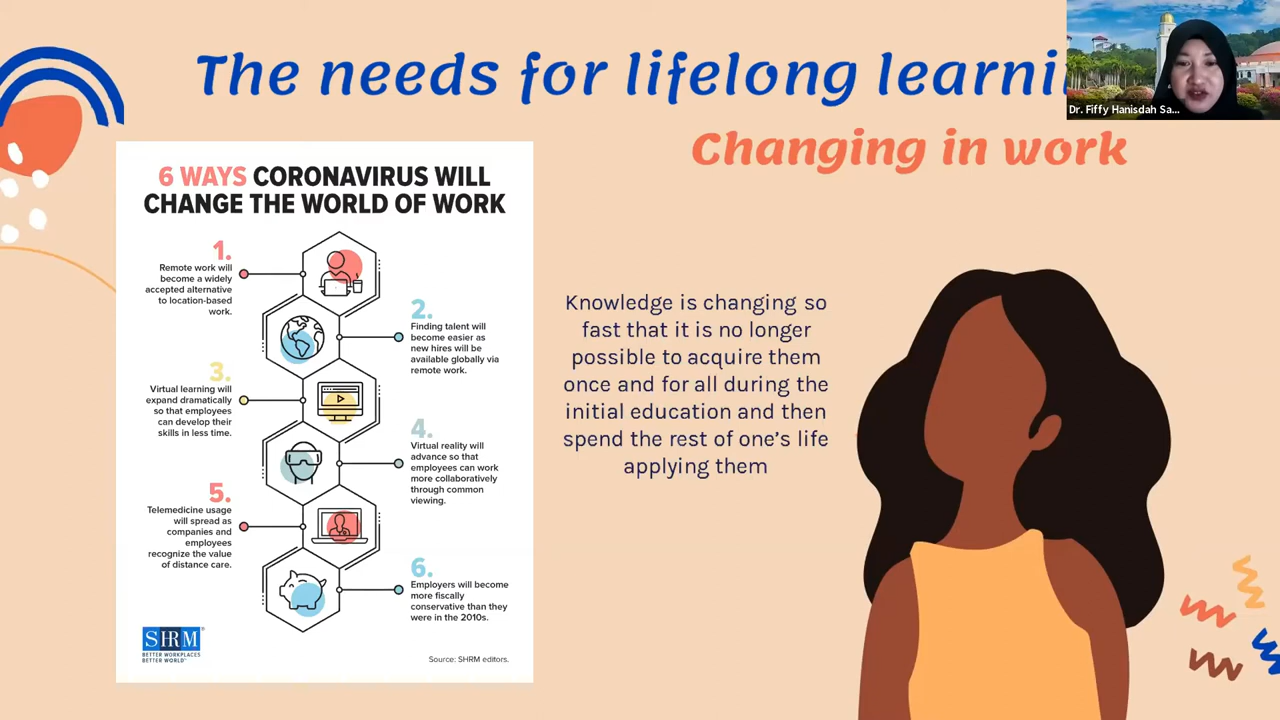 The needs for lifelong learni
Dr. Fiffy Hanisdah Sa...
Changing in work
6 WAYS CORONAVIRUS WILL
CHANGE THE WORLD OF WORK
1.
Remote work will
become a widely
accepted alternative
to location-based
work.
2.
Finding talent will
become easier as
new hires will be
available globally via
remote work.
3.
Virtual learning will
expand dramatically
so that employees
can develop their
skills in less time.
4.
Virtual reality will
advance so that
employees can work
more collaboratively
through common
viewing.
5.
Telemedicine usage
will spread as
companies and
employees
recognize the value
of distance care.
6.
Employers will become
more fiscally
conservative than they
were in the 2010s.
SHRM®
BETTER WORKPLACES
BETTER WORLD™
Source: SHRM editors.
Knowledge is changing so
fast that it is no longer
possible to acquire them
once and for all during the
initial education and then
spend the rest of one’s life
applying them